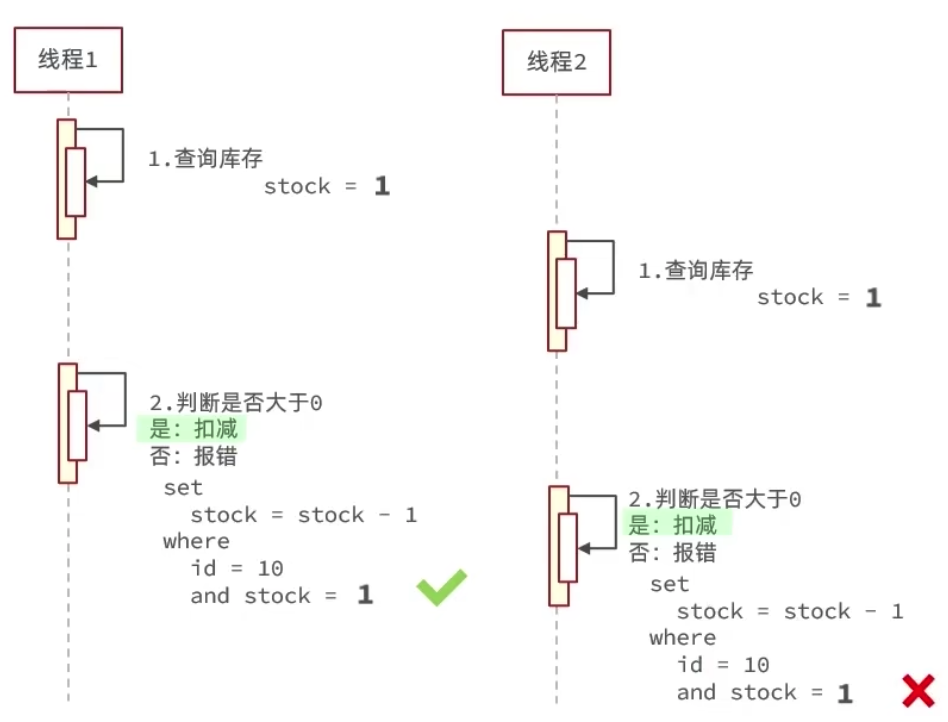 线程1
1.查询库存
stock = 1
2.判断是否大于0
是：扣减
否：报错
set
stock = stock - 1
where
id = 10
and stock = 1
线程2
1.查询库存
stock = 1
2.判断是否大于0
是：扣减
否：报错
set
stock = stock - 1
where
id = 10
and stock = 1